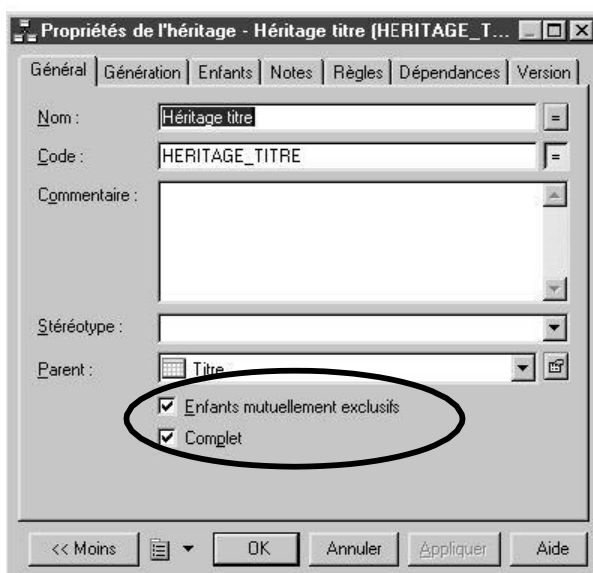 Propriétés de l'héritage - Héritage titre (HERITAGE_T...
Général Génération Enfants Notes Règles Dépendances Version
Nom : Héritage titre =
Code : HERITAGE_TITRE =
Commentaire :
Stéréotype :
Parent : Titre
Enfants mutuellement exclusifs
Complet
<< Moins OK Annuler Appliquer Aide